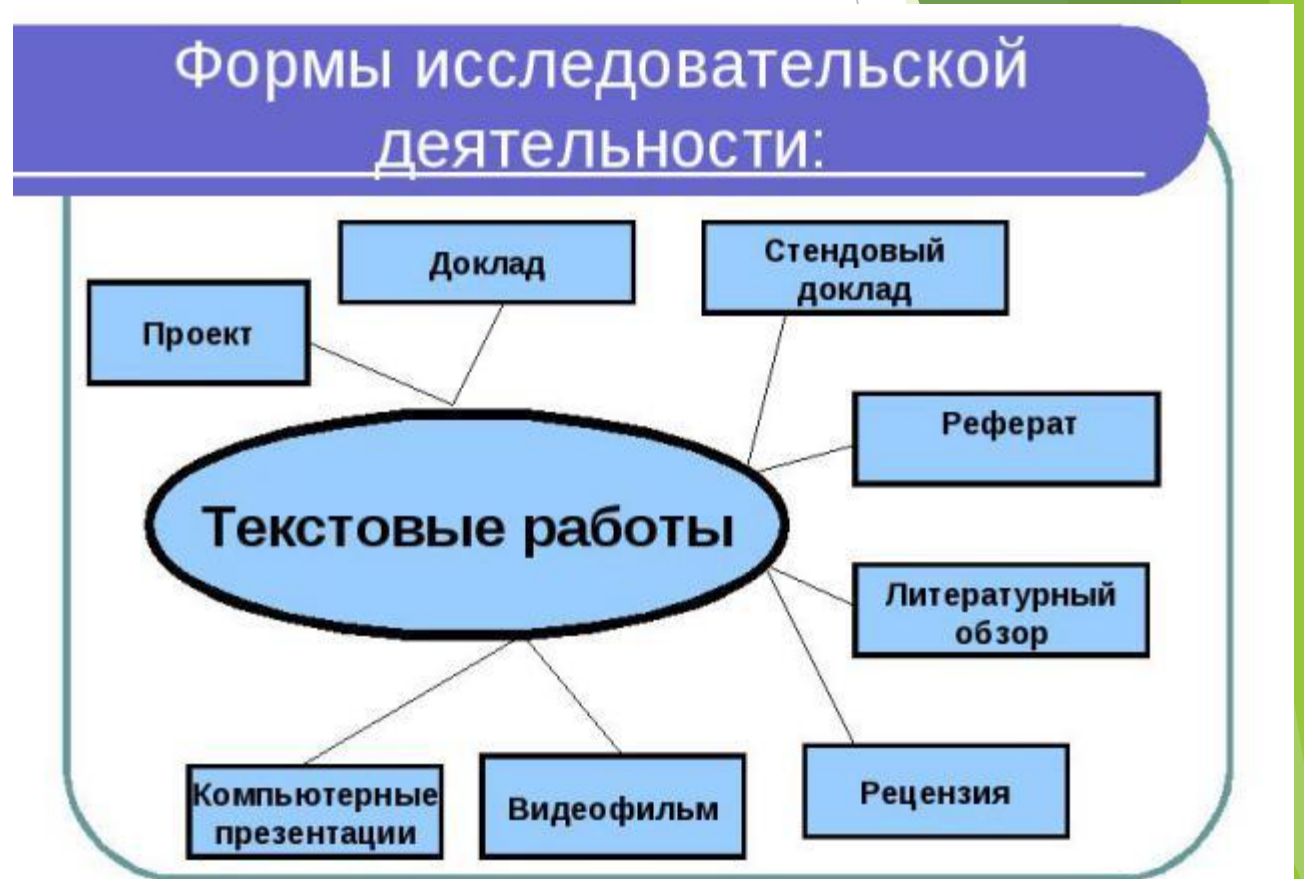 Формы исследовательской
деятельности:
Доклад
Стендовый
доклад
Проект
Реферат
Текстовые работы
Литературный
обзор
Компьютерные
презентации
Видеофильм
Рецензия